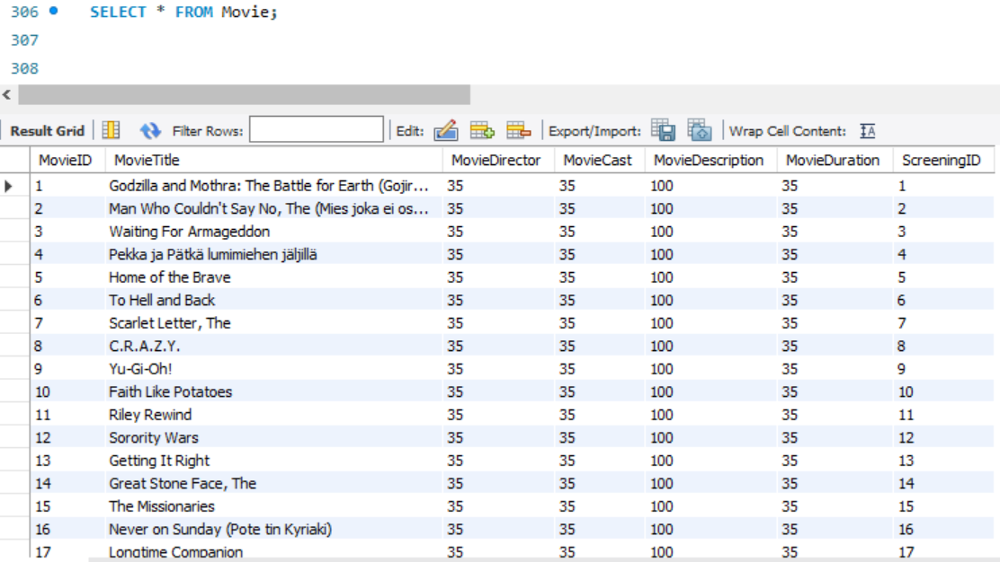 306 SELECT * FROM Movie;
307
308
Result Grid Filter Rows: Edit: Export/Import: Wrap Cell Content: IA
MovieID MovieTitle MovieDirector MovieCast MovieDescription MovieDuration ScreeningID
1 Godzilla and Mothra: The Battle for Earth (Gojir... 35 35 100 35 1
2 Man Who Couldn't Say No, The (Mies joka ei os... 35 35 100 35 2
3 Waiting For Armageddon 35 35 100 35 3
4 Pekka ja Pätkä lumimiehen jäljillä 35 35 100 35 4
5 Home of the Brave 35 35 100 35 5
6 To Hell and Back 35 35 100 35 6
7 Scarlet Letter, The 35 35 100 35 7
8 C.R.A.Z.Y. 35 35 100 35 8
9 Yu-Gi-Oh! 35 35 100 35 9
10 Faith Like Potatoes 35 35 100 35 10
11 Riley Rewind 35 35 100 35 11
12 Sorority Wars 35 35 100 35 12
13 Getting It Right 35 35 100 35 13
14 Great Stone Face, The 35 35 100 35 14
15 The Missionaries 35 35 100 35 15
16 Never on Sunday (Pote tin Kyriaki) 35 35 100 35 16
17 Longtime Companion 35 35 100 35 17